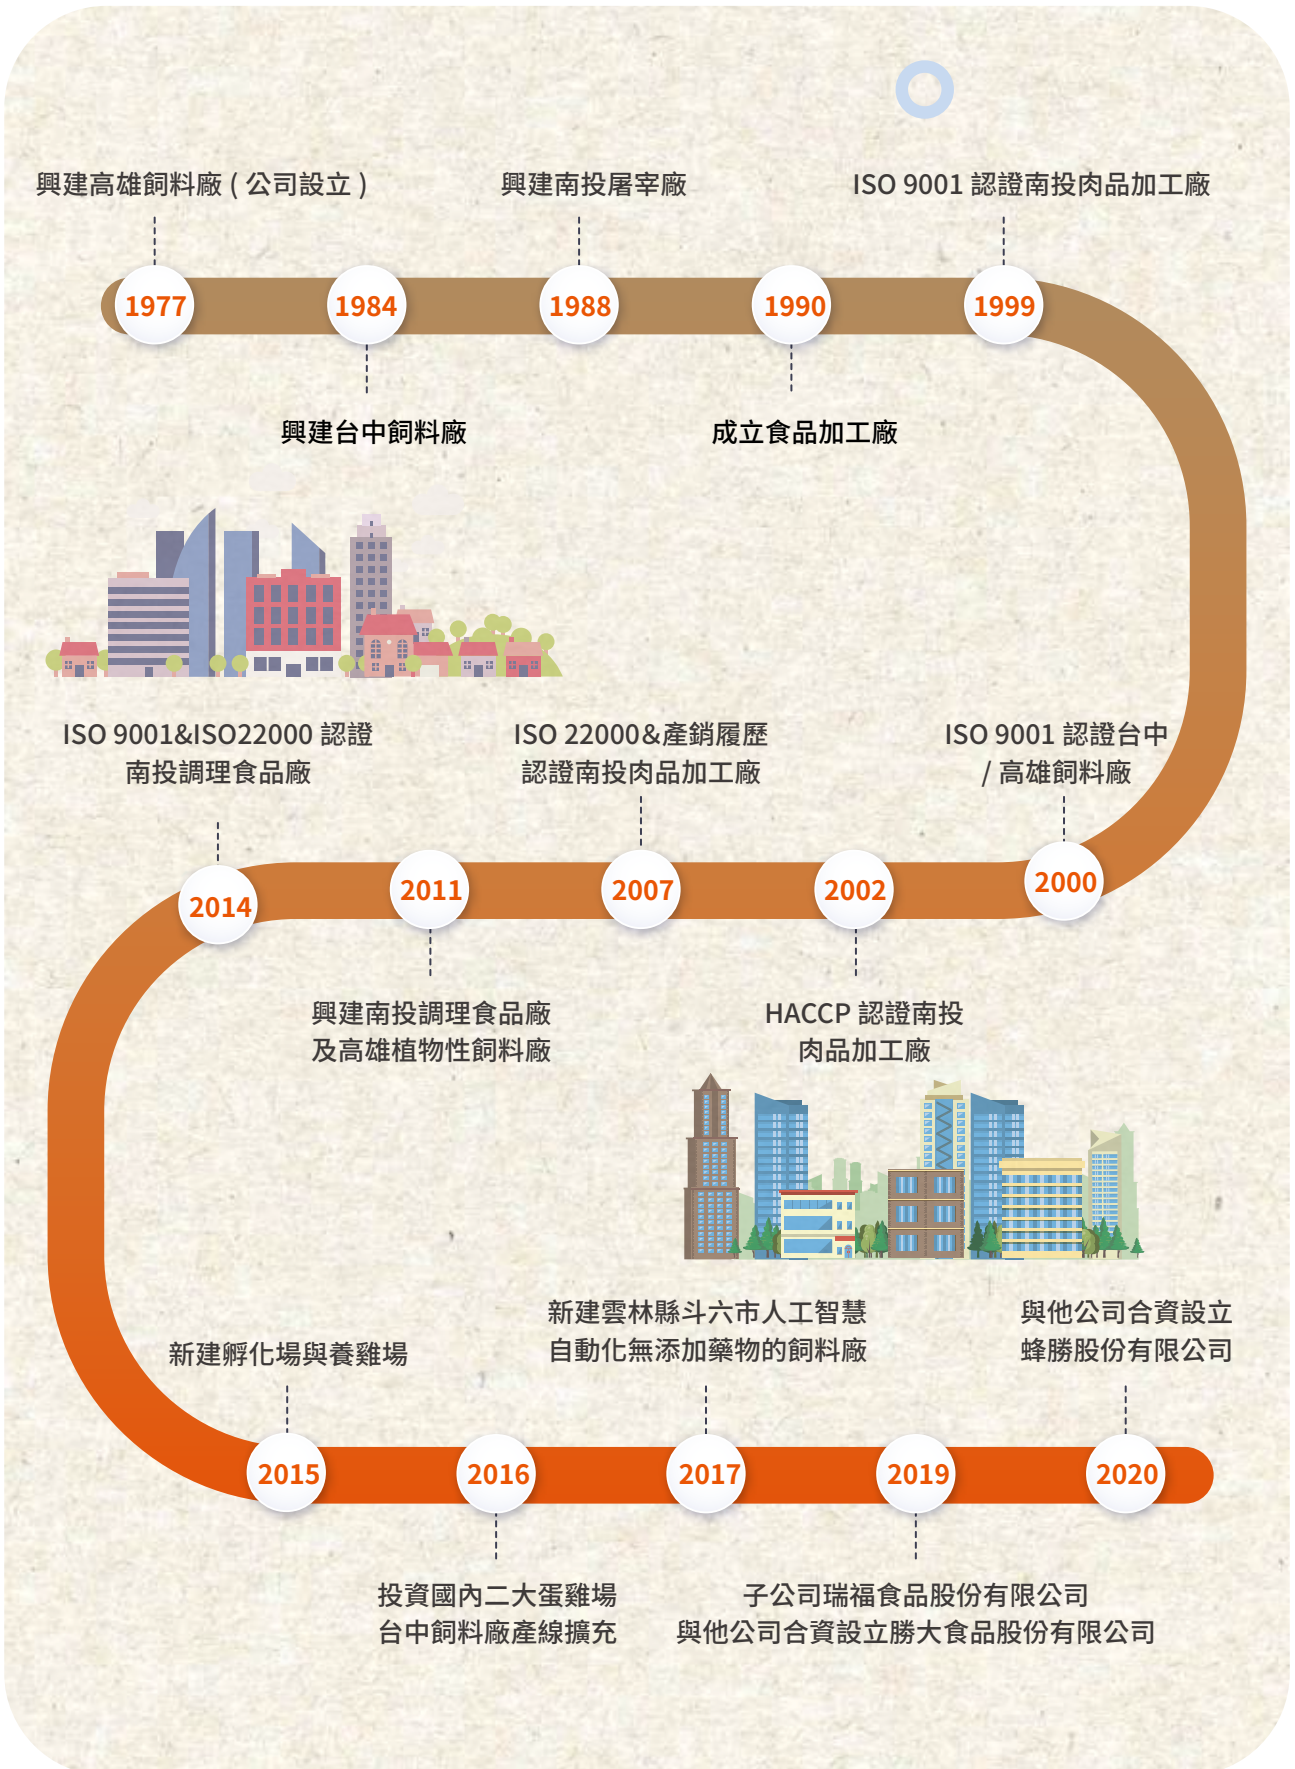 興建高雄飼料廠 ( 公司設立 )
1977
1984
興建台中飼料廠
興建南投屠宰廠
1988
1990
成立食品加工廠
ISO 9001 認證南投肉品加工廠
1999
ISO 9001 認證台中
/ 高雄飼料廠
2000
2002
HACCP 認證南投
肉品加工廠
ISO 22000&產銷履歷
認證南投肉品加工廠
2007
2011
興建南投調理食品廠
及高雄植物性飼料廠
ISO 9001&ISO22000 認證
南投調理食品廠
2014
新建孵化場與養雞場
2015
2016
投資國內二大蛋雞場
台中飼料廠產線擴充
新建雲林縣斗六市人工智慧
自動化無添加藥物的飼料廠
2017
2019
子公司瑞福食品股份有限公司
與他公司合資設立勝大食品股份有限公司
與他公司合資設立
蜂勝股份有限公司
2020